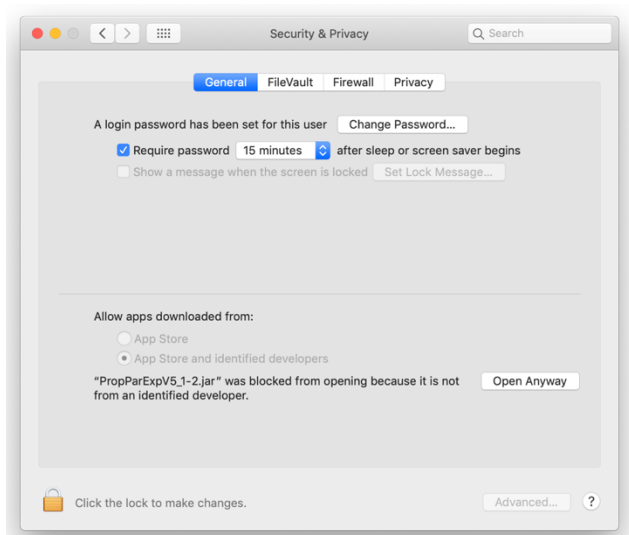 Security & Privacy
Search
General
FileVault
Firewall
Privacy
A login password has been set for this user
Change Password...
Require password
15 minutes
after sleep or screen saver begins
Show a message when the screen is locked
Set Lock Message...
Allow apps downloaded from:
App Store
App Store and identified developers
“PropParExpV5_1-2.jar” was blocked from opening because it is not
from an identified developer.
Open Anyway
Click the lock to make changes.
Advanced...
?